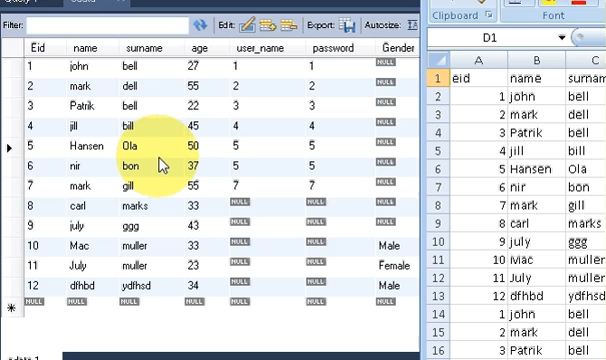 Filter:
Edit:
Export:
Autosize:
Eid name surname age user_name password Gender
1 john bell 27 1 1 NULL
2 mark dell 55 2 2 NULL
3 Patrik bell 22 3 3 NULL
4 jill bill 45 4 4 NULL
5 Hansen Ola 50 5 5 NULL
6 nir bon 37 5 5 NULL
7 mark gill 55 7 7 NULL
8 carl marks 33 NULL NULL NULL
9 july ggg 43 NULL NULL NULL
10 Mac muller 33 NULL NULL Male
11 July muller 23 NULL NULL Female
12 dfhbd ydfhsd 34 NULL NULL Male
NULL NULL NULL NULL NULL NULL NULL
Clipboard
Font
D1
A B C
1 eid name surnam
2 1 john bell
3 2 mark dell
4 3 Patrik bell
5 4 jill bill
6 5 Hansen Ola
7 6 nir bon
8 7 mark gill
9 8 carl marks
10 9 july ggg
11 10 Mac muller
12 11 July muller
13 12 dfhbd ydfhsd
14 1 john bell
15 2 mark dell
16 3 Patrik bell